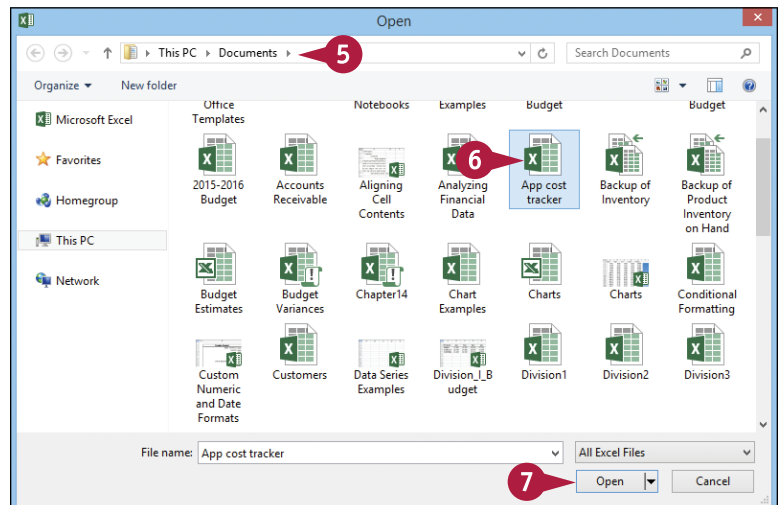 Open
This PC
Documents
5
Search Documents
Organize
New folder
Microsoft Excel
Favorites
Homegroup
This PC
Network
Office
Templates
Notebooks
Examples
Budget
Budget
2015-2016
Budget
Accounts
Receivable
Aligning
Cell
Contents
Analyzing
Financial
Data
6
App cost
tracker
Backup of
Inventory
Backup of
Product
Inventory
on Hand
Budget
Estimates
Budget
Variances
Chapter14
Chart
Examples
Charts
Charts
Conditional
Formatting
Custom
Numeric
and Date
Formats
Customers
Data Series
Examples
Division_I_B
udget
Division1
Division2
Division3
File name: App cost tracker
All Excel Files
7
Open
Cancel